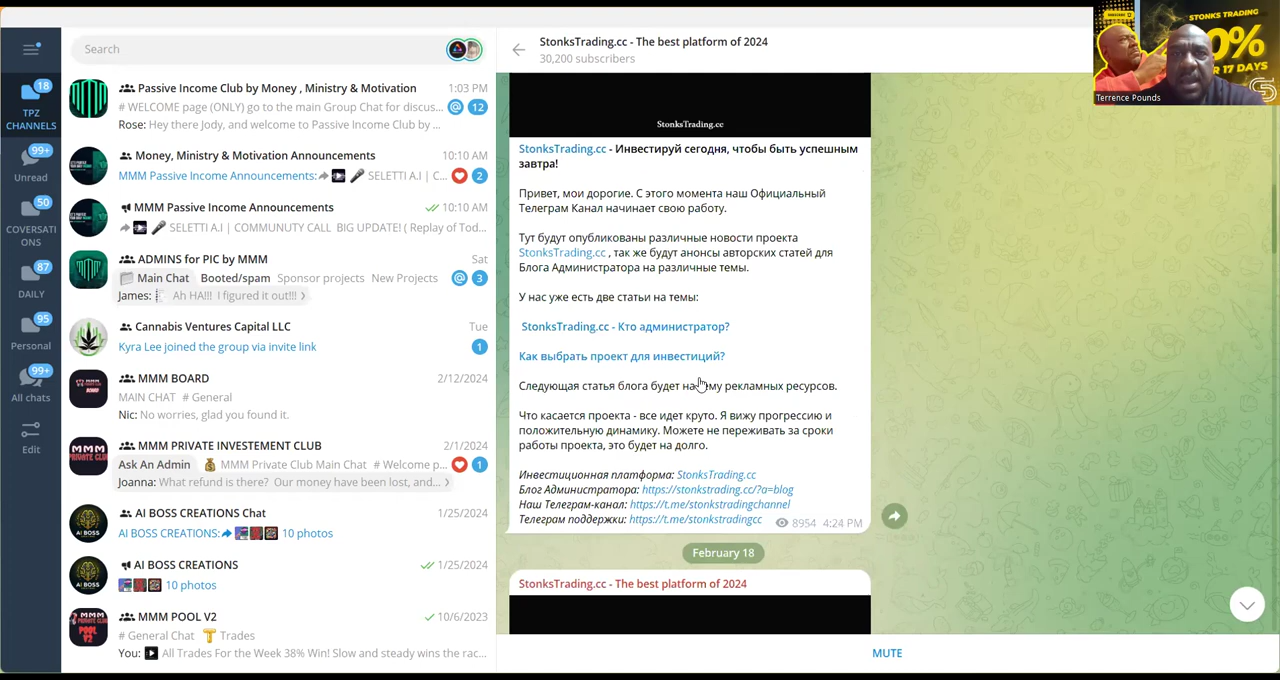 Search
TPZ
CHANNELS
18
99+
Unread
50
COVERSATI
ONS
87
DAILY
95
Personal
99+
All chats
Edit
Passive Income Club by Money , Ministry & Motivation
1:03 PM
# WELCOME page (ONLY) go to the main Group Chat for discus...
@ 12
Rose: Hey there Jody, and welcome to Passive Income Club by ...
Money, Ministry & Motivation Announcements
10:10 AM
MMM Passive Income Announcements: SELETTI A.I | C...
2
MMM Passive Income Announcements
10:10 AM
SELETTI A.I | COMMUNUTY CALL BIG UPDATE! ( Replay of Tod...
ADMINS for PIC by MMM
Sat
Main Chat Booted/spam Sponsor projects New Projects
@ 3
James: Ah HA!!! I figured it out!!! ›
Cannabis Ventures Capital LLC
Tue
Kyra Lee joined the group via invite link
1
MMM BOARD
2/12/2024
MAIN CHAT # General
Nic: No worries, glad you found it.
MMM PRIVATE INVESTEMENT CLUB
2/1/2024
Ask An Admin MMM Private Club Main Chat # Welcome p...
1
Joanna: What refund is there? Our money have been lost, and... ›
AI BOSS CREATIONS Chat
1/25/2024
AI BOSS CREATIONS: 10 photos
AI BOSS CREATIONS
1/25/2024
10 photos
MMM POOL V2
10/6/2023
# General Chat Trades
You: All Trades For the Week 38% Win! Slow and steady wins the rac...
StonksTrading.cc - The best platform of 2024
30,200 subscribers
StonksTrading.cc
StonksTrading.cc - Инвестируй сегодня, чтобы быть успешным
завтра!
Привет, мои дорогие. С этого момента наш Официальный
Телеграм Канал начинает свою работу.
Тут будут опубликованы различные новости проекта
StonksTrading.cc , так же будут анонсы авторских статей для
Блога Администратора на различные темы.
У нас уже есть две статьи на темы:
StonksTrading.cc - Кто администратор?
Как выбрать проект для инвестиций?
Следующая статья блога будет на му рекламных ресурсов.
Что касается проекта - все идет круто. Я вижу прогрессию и
положительную динамику. Можете не переживать за сроки
работы проекта, это будет на долго.
Инвестиционная платформа: StonksTrading.cc
Блог Администратора: https://stonkstrading.cc/?a=blog
Наш Телеграм-канал: https://t.me/stonkstradingchannel
Телеграм поддержки: https://t.me/stonkstradingcc
8954 4:24 PM
February 18
StonksTrading.cc - The best platform of 2024
MUTE
STONKS TRADING
0%
R 17 DAYS
Terrence Pounds